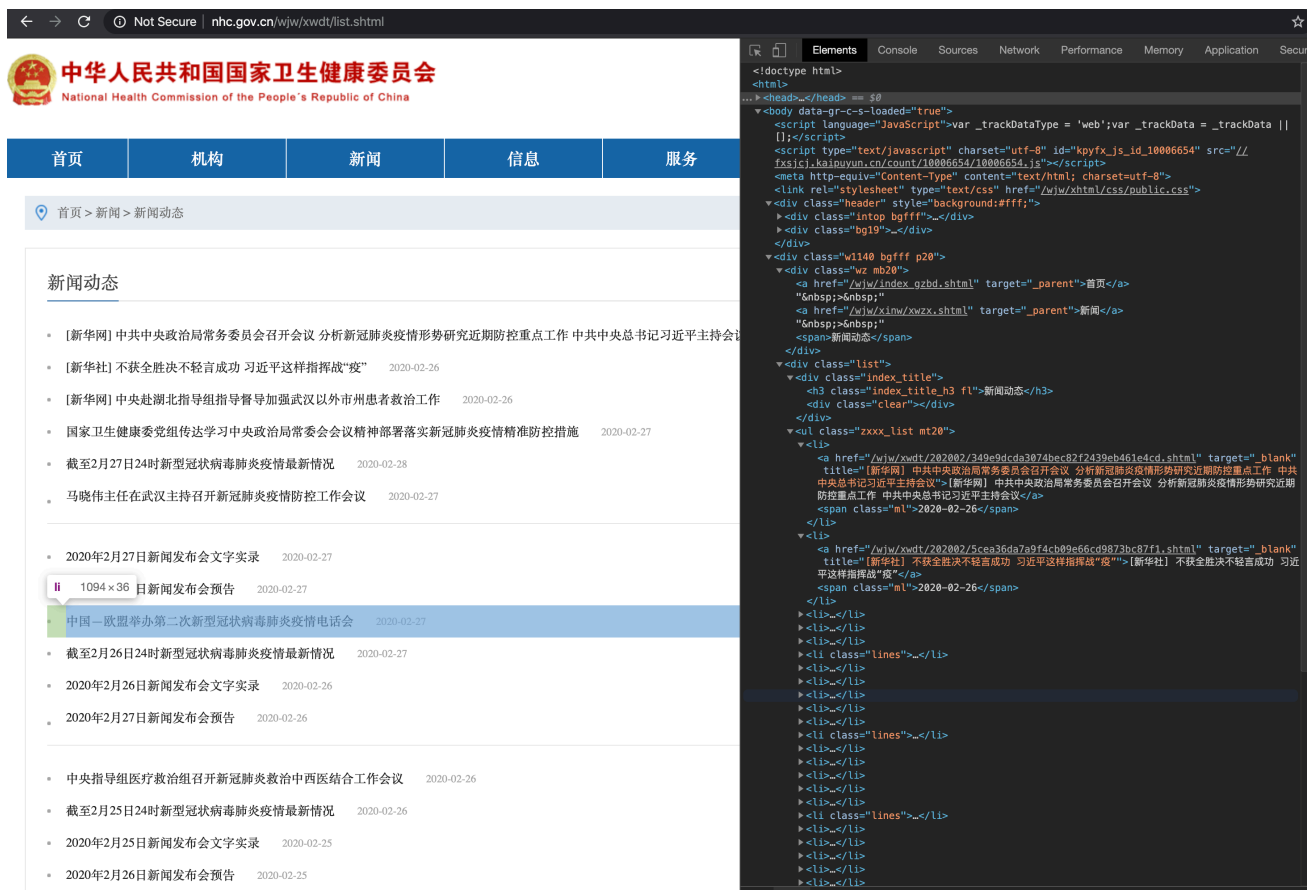 Not Secure | nhc.gov.cn/wjw/xwdt/list.shtml
中华人民共和国国家卫生健康委员会
National Health Commission of the People's Republic of China
首页 机构 新闻 信息 服务
首页 > 新闻 > 新闻动态
新闻动态
[新华网] 中共中央政治局常务委员会召开会议 分析新冠肺炎疫情形势研究近期防控重点工作 中共中央总书记习近平主持会议
[新华社] 不获全胜决不轻言成功 习近平这样指挥战“疫” 2020-02-26
[新华网] 中央赴湖北指导组指导督导加强武汉以外市州患者救治工作 2020-02-26
国家卫生健康委党组传达学习中央政治局常委会会议精神部署落实新冠肺炎疫情精准防控措施 2020-02-27
截至2月27日24时新型冠状病毒肺炎疫情最新情况 2020-02-28
马晓伟主任在武汉主持召开新冠肺炎疫情防控工作会议 2020-02-27
2020年2月27日新闻发布会文字实录 2020-02-27
li 1094×36
日新闻发布会预告 2020-02-27
中国—欧盟举办第二次新型冠状病毒肺炎疫情电话会 2020-02-27
截至2月26日24时新型冠状病毒肺炎疫情最新情况 2020-02-27
2020年2月26日新闻发布会文字实录 2020-02-26
2020年2月27日新闻发布会预告 2020-02-26
中央指导组医疗救治组召开新冠肺炎救治中西医结合工作会议 2020-02-26
截至2月25日24时新型冠状病毒肺炎疫情最新情况 2020-02-26
2020年2月25日新闻发布会文字实录 2020-02-25
2020年2月26日新闻发布会预告 2020-02-25
Elements Console Sources Network Performance Memory Application Secur
<!doctype html>
<html>
... ▶<head>…</head> == $0
▼<body data-gr-c-s-loaded="true">
<script language="JavaScript">var _trackDataType = 'web';var _trackData = _trackData ||
[];</script>
<script type="text/javascript" charset="utf-8" id="kpyfx_js_id_10006654" src="//
fxsjcj.kaipuyun.cn/count/10006654/10006654.js"></script>
<meta http-equiv="Content-Type" content="text/html; charset=utf-8">
<link rel="stylesheet" type="text/css" href="/wjw/xhtml/css/public.css">
▼<div class="header" style="background:#fff;">
▶<div class="intop bgfff">…</div>
▶<div class="bg19">…</div>
</div>
▼<div class="w1140 bgfff p20">
▼<div class="wz mb20">
<a href="/wjw/index_gzbd.shtml" target="_parent">首页</a>
"&nbsp;>&nbsp;"
<a href="/wjw/xinw/xwzx.shtml" target="_parent">新闻</a>
"&nbsp;>&nbsp;"
<span>新闻动态</span>
</div>
▼<div class="list">
▼<div class="index_title">
<h3 class="index_title_h3 fl">新闻动态</h3>
<div class="clear"></div>
</div>
▼<ul class="zxxx_list mt20">
▼<li>
<a href="/wjw/xwdt/202002/349e9dcda3074bec82f2439eb461e4cd.shtml" target="_blank"
title="[新华网] 中共中央政治局常务委员会召开会议 分析新冠肺炎疫情形势研究近期防控重点工作 中共
中央总书记习近平主持会议">[新华网] 中共中央政治局常务委员会召开会议 分析新冠肺炎疫情形势研究近期
防控重点工作 中共中央总书记习近平主持会议</a>
<span class="ml">2020-02-26</span>
</li>
▼<li>
<a href="/wjw/xwdt/202002/5cea36da7a9f4cb09e66cd9873bc87f1.shtml" target="_blank"
title="[新华社] 不获全胜决不轻言成功 习近平这样指挥战“疫”">[新华社] 不获全胜决不轻言成功 习近
平这样指挥战“疫”</a>
<span class="ml">2020-02-26</span>
</li>
▶<li>…</li>
▶<li>…</li>
▶<li>…</li>
▶<li class="lines">…</li>
▶<li>…</li>
▶<li>…</li>
▶<li>…</li>
▶<li>…</li>
▶<li>…</li>
▶<li class="lines">…</li>
▶<li>…</li>
▶<li>…</li>
▶<li>…</li>
▶<li>…</li>
▶<li>…</li>
▶<li class="lines">…</li>
▶<li>…</li>
▶<li>…</li>
▶<li>…</li>
▶<li>…</li>
▶<li>…</li>